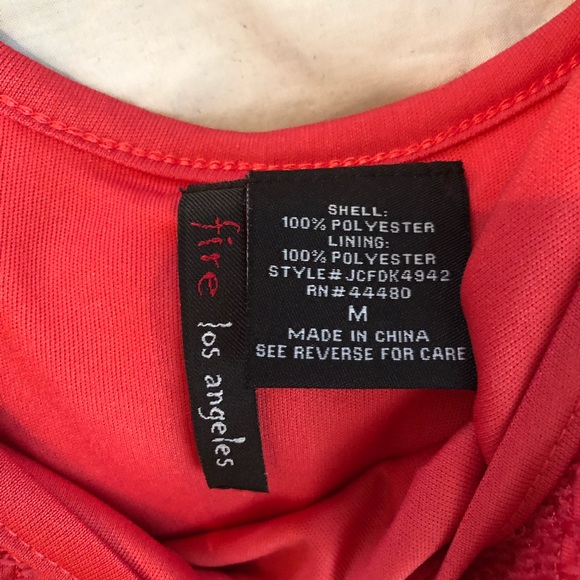 fire los angeles
SHELL:
100% POLYESTER
LINING:
100% POLYESTER
STYLE#JCFDK4942
RN#44480
M
MADE IN CHINA
SEE REVERSE FOR CARE